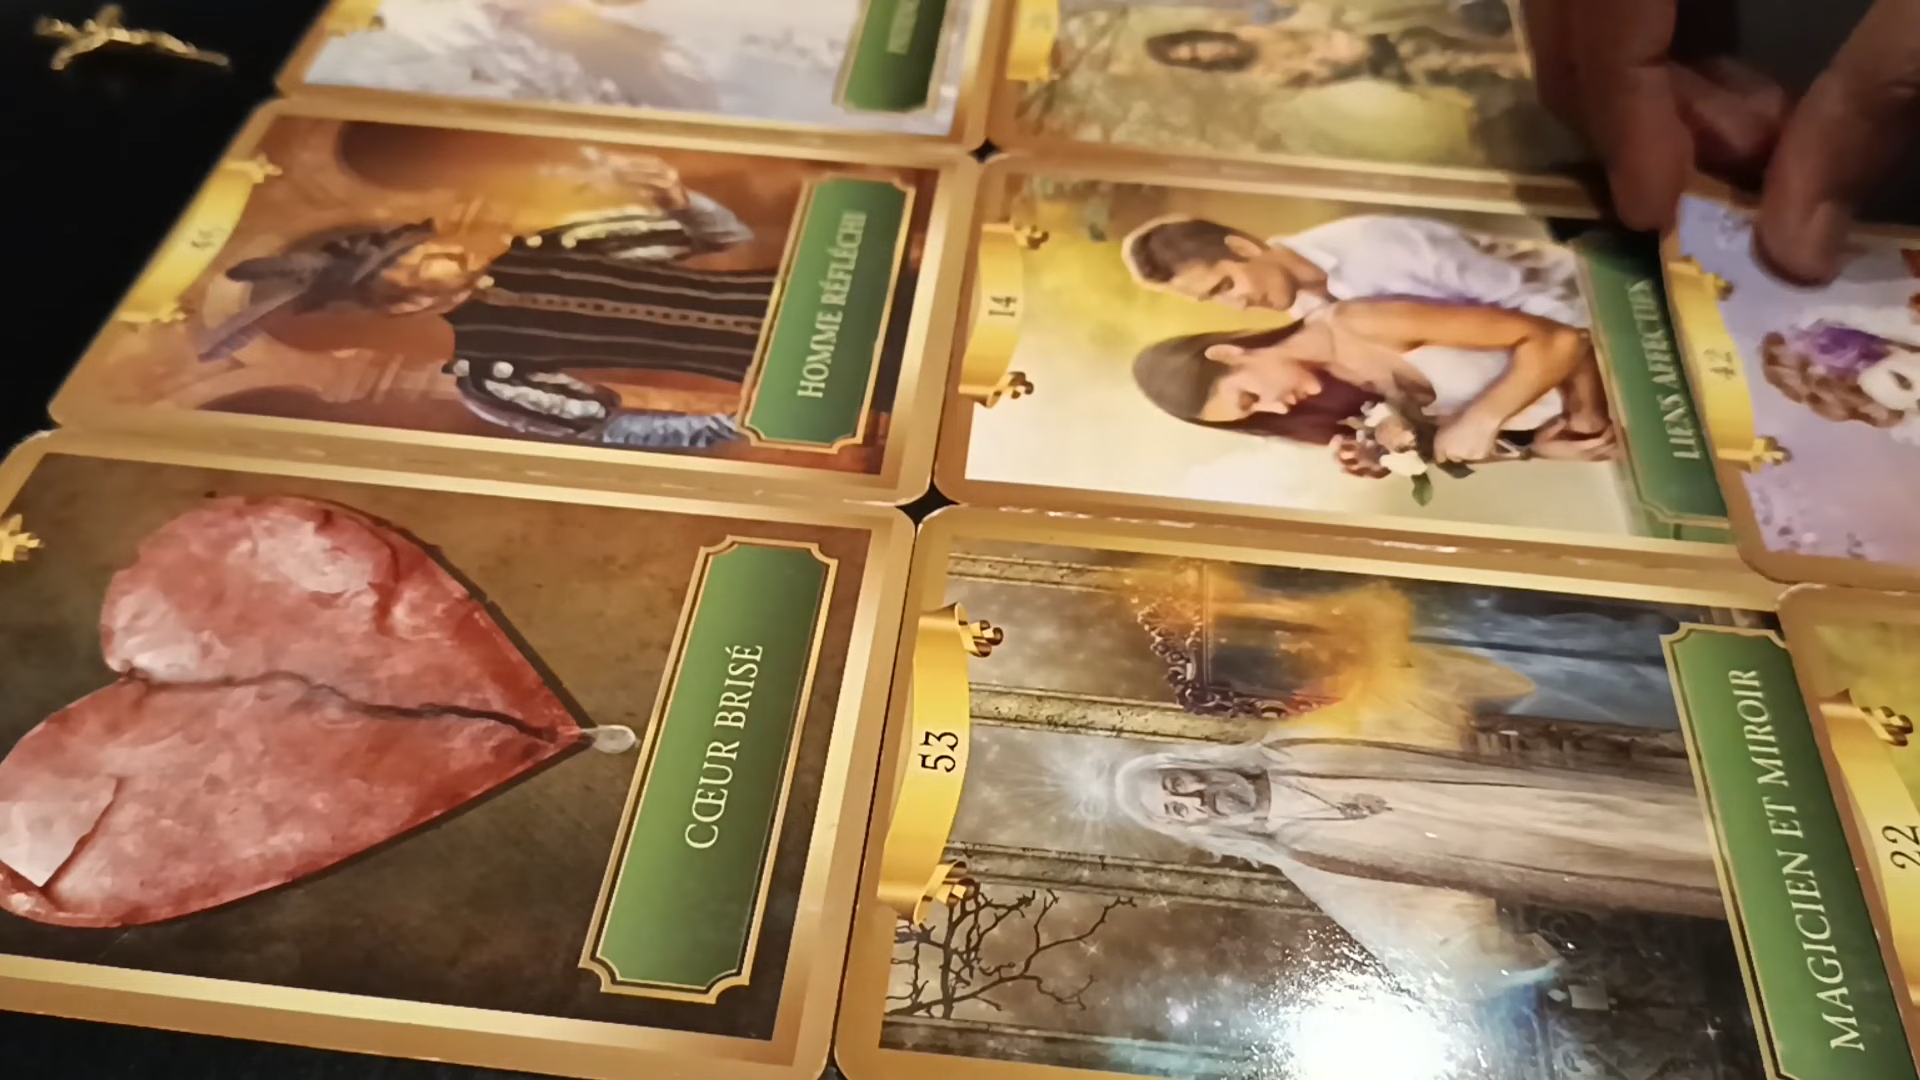 HOMME RÉFLÉCHI
14
LIENS AFFECTIFS
42
CŒUR BRISÉ
53
MAGICIEN ET MIROIR
22